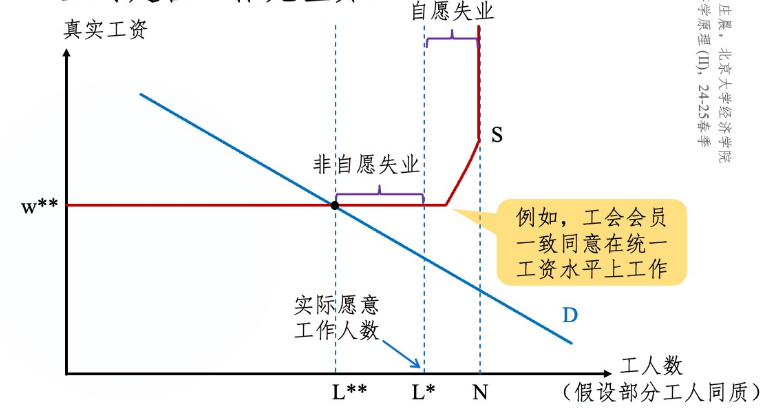 自愿失业
真实工资
庄晨，北京大学经济学院
学原理 (II)，24-25春季
S
非自愿失业
w**
例如，工会会员
一致同意在统一
工资水平上工作
实际愿意
工作人数
D
工人数
L**
L*
N
（假设部分工人同质）